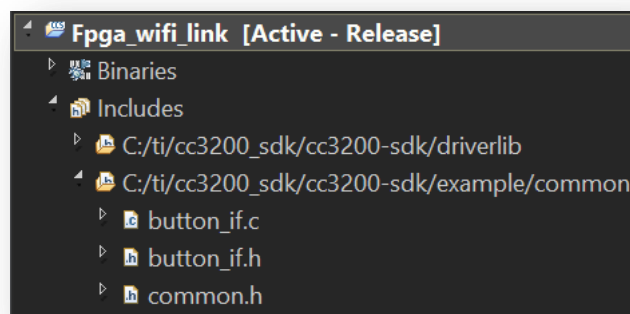 Fpga_wifi_link [Active - Release]
Binaries
Includes
C:/ti/cc3200_sdk/cc3200-sdk/driverlib
C:/ti/cc3200_sdk/cc3200-sdk/example/common
button_if.c
button_if.h
common.h